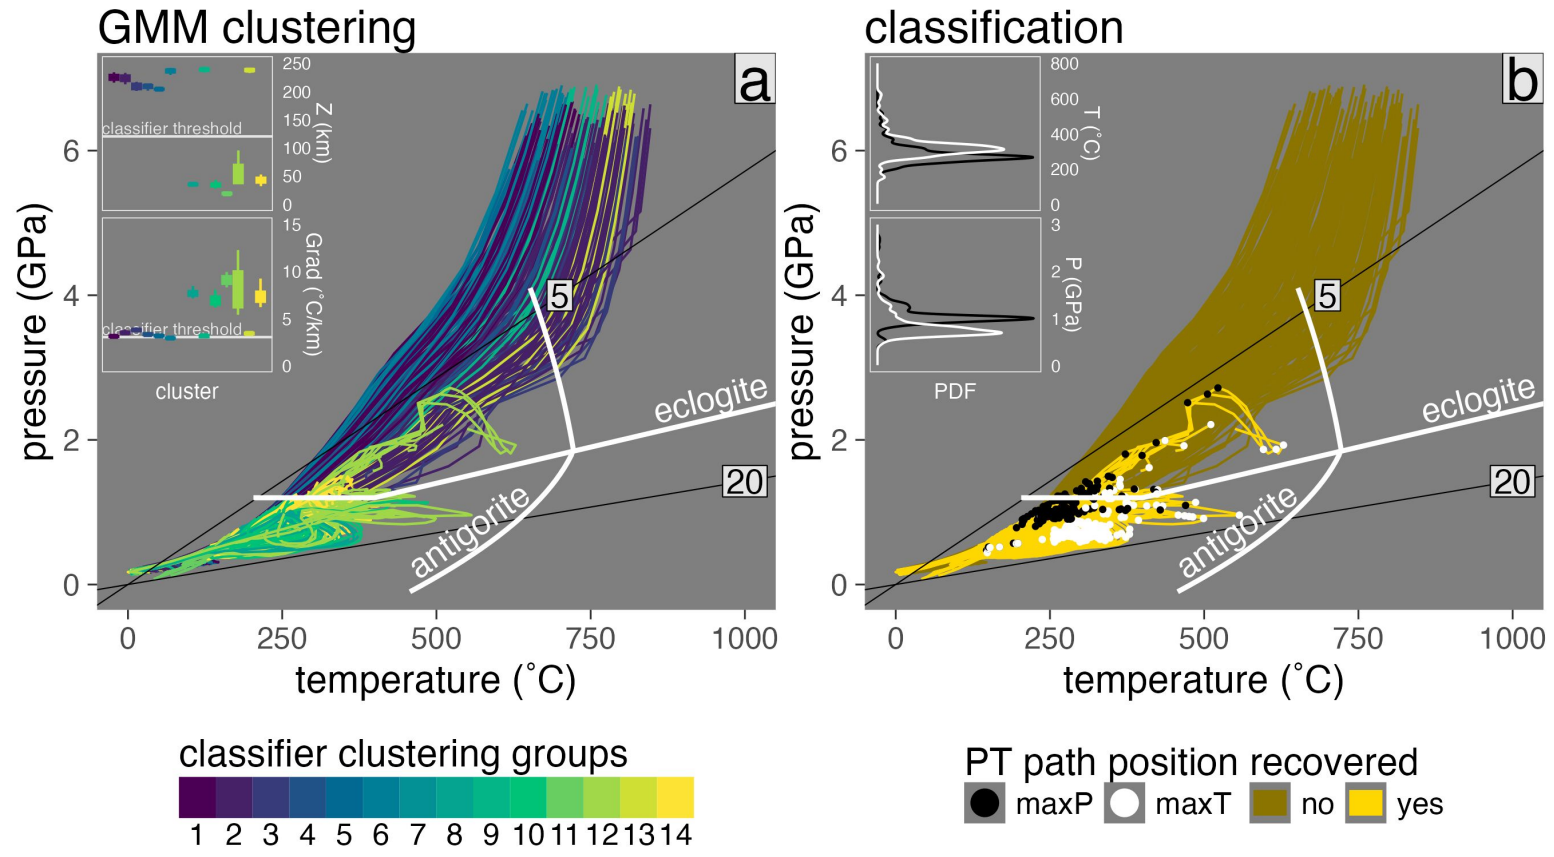 GMM clustering
a
250
200
150
100
50
0
Z (km)
classifier threshold
15
10
5
0
Grad (˚C/km)
classifier threshold
cluster
5
eclogite
20
antigorite
6
4
2
0
pressure (GPa)
0
250
500
750
1000
temperature (˚C)
classifier clustering groups
1 2 3 4 5 6 7 8 9 10 11 12 13 14
classification
b
800
600
400
200
0
T (˚C)
3
2
1
0
P (GPa)
PDF
5
eclogite
20
antigorite
6
4
2
0
pressure (GPa)
0
250
500
750
1000
temperature (˚C)
PT path position recovered
maxP maxT no yes